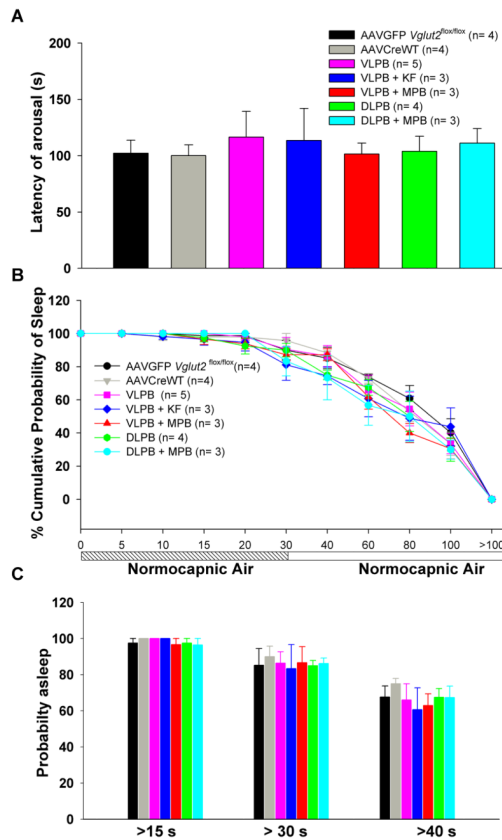 A
AAVGFP Vglut2flox/flox (n= 4)
AAVCreWT (n=4)
VLPB (n= 5)
VLPB + KF (n= 3)
VLPB + MPB (n= 3)
DLPB (n= 4)
DLPB + MPB (n= 3)
Latency of arousal (s)
200
150
100
50
0
B
% Cumulative Probability of Sleep
120
100
80
60
40
20
0
AAVGFP Vglut2 flox/flox(n=4)
AAVCreWT (n=4)
VLPB (n= 5)
VLPB + KF (n= 3)
VLPB + MPB (n= 3)
DLPB (n= 4)
DLPB + MPB (n= 3)
0 5 10 15 20 30 40 60 80 100 >100
Normocapnic Air Normocapnic Air
C
Probabilty asleep
120
100
80
60
40
20
0
>15 s > 30 s >40s